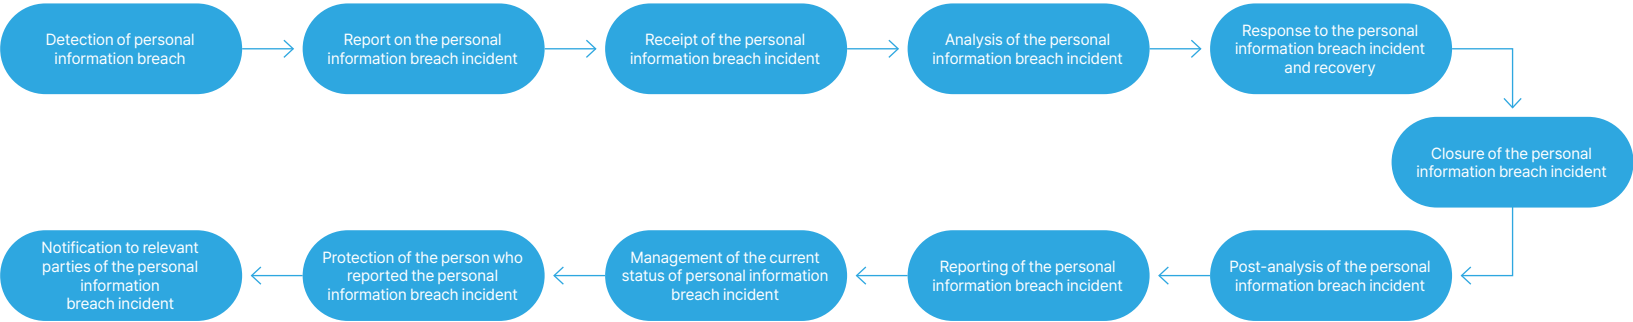 Detection of personal
information breach
Report on the personal
information breach incident
Receipt of the personal
information breach incident
Analysis of the personal
information breach incident
Response to the personal
information breach incident
and recovery
Closure of the personal
information breach incident
Post-analysis of the personal
information breach incident
Reporting of the personal
information breach incident
Management of the current
status of personal information
breach incident
Protection of the person who
reported the personal
information breach incident
Notification to relevant
parties of the personal
information
breach incident